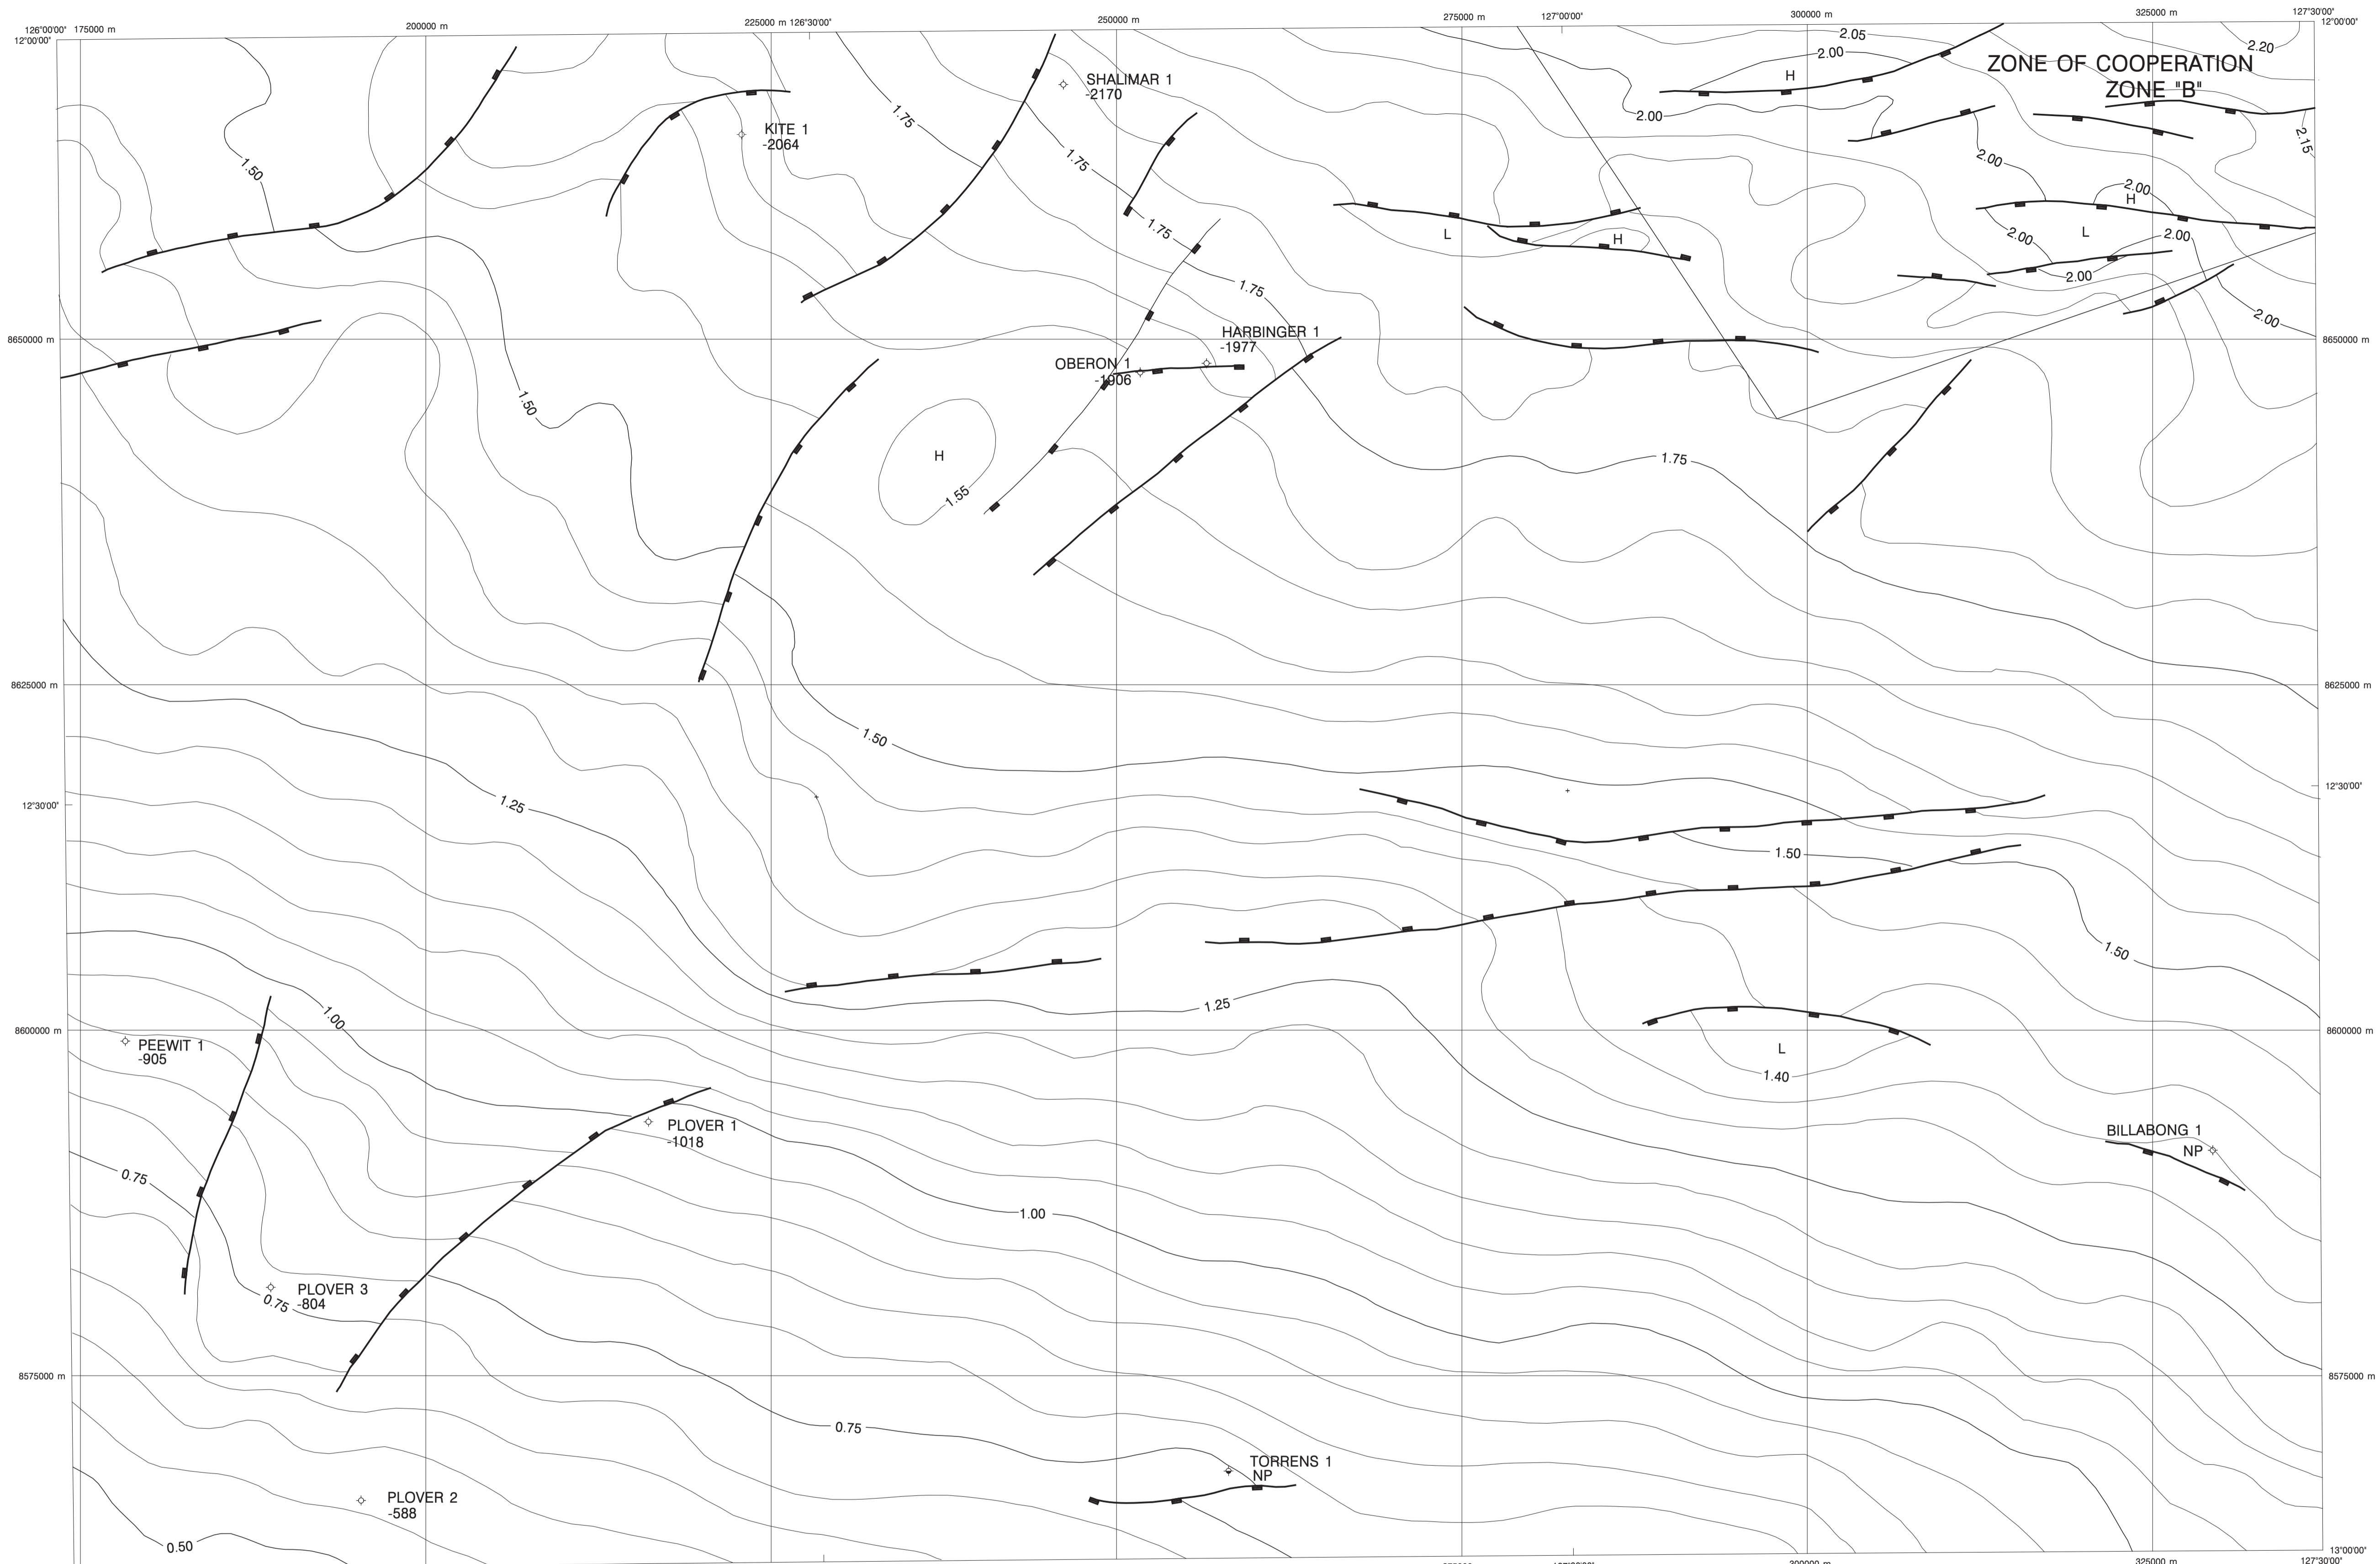 126°00'00" 175000 m 200000 m 225000 m 126°30'00" 250000 m 275000 m 127°00'00" 300000 m 325000 m 127°30'00"
12°00'00" 12°00'00"
2.05
2.00
2.20
ZONE OF COOPERATION
ZONE "B"
H
SHALIMAR 1
-2170
1.75
2.00
KITE 1
-2064
2.15
1.50
1.75
2.00
2.00
H
1.75
L
H
2.00
L
2.00
2.00
1.75
2.00
HARBINGER 1
-1977
8650000 m 8650000 m
OBERON 1
-1906
1.50
H
1.55
1.75
8625000 m 8625000 m
1.50
12°30'00" 12°30'00"
1.25
1.50
1.50
1.25
1.00
8600000 m 8600000 m
PEEWIT 1
-905
L
1.40
PLOVER 1
-1018
BILLABONG 1
NP
0.75
1.00
PLOVER 3
-804
0.75
8575000 m 8575000 m
0.75
TORRENS 1
NP
PLOVER 2
-588
0.50
13°00'00"
300000 m 325000 m 127°30'00"